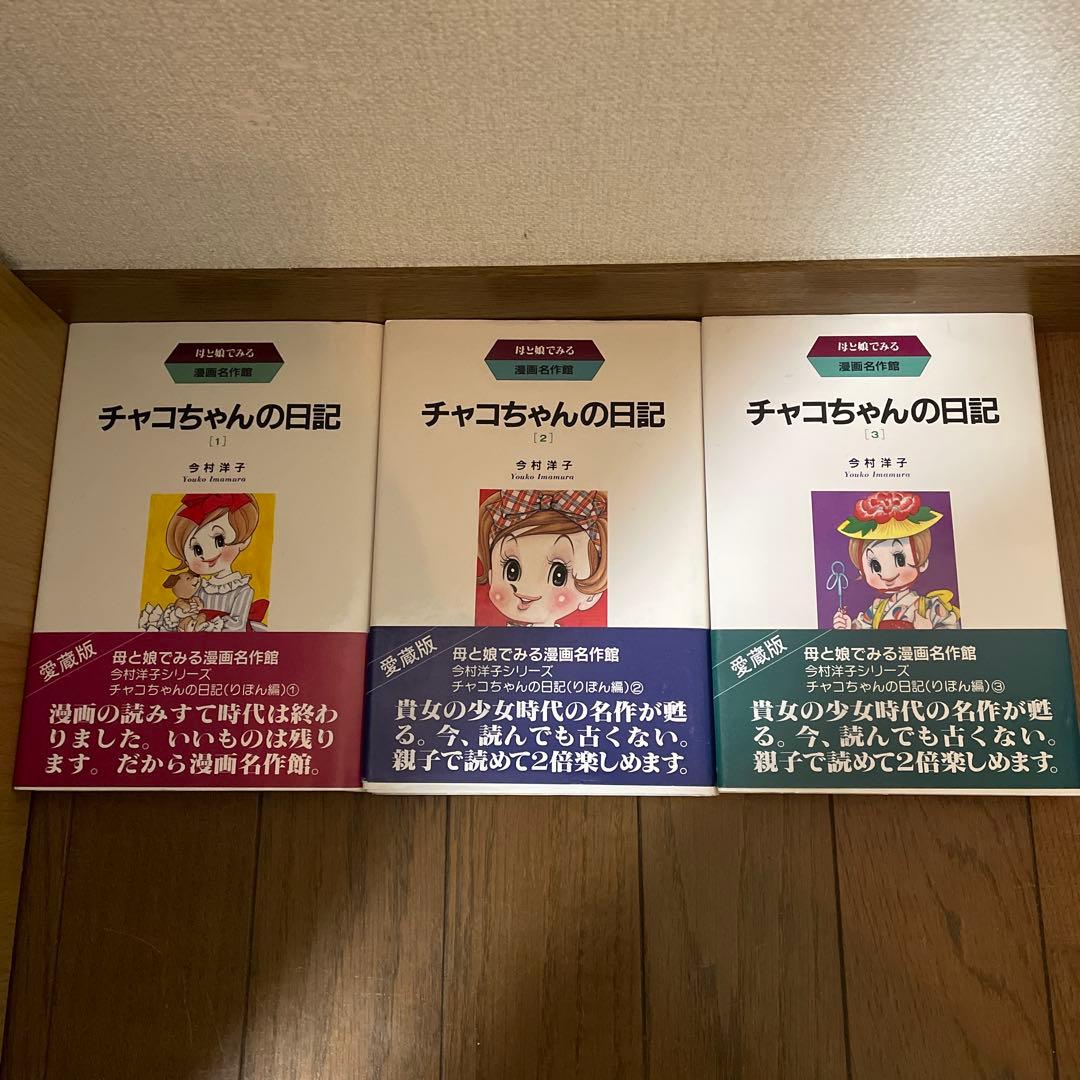 母と娘でみる
漫画名作館
チャコちゃんの日記
[1]
今村洋子
Youko Imamura
愛蔵版
母と娘でみる漫画名作館
今村洋子シリーズ
チャコちゃんの日記(りぼん編)①
漫画の読みすて時代は終わ
りました。いいものは残り
ます。だから漫画名作館。
母と娘でみる
漫画名作館
チャコちゃんの日記
[2]
今村洋子
Youko Imamura
愛蔵版
母と娘でみる漫画名作館
今村洋子シリーズ
チャコちゃんの日記(りぼん編)②
貴女の少女時代の名作が甦
る。今、読んでも古くない。
親子で読めて2倍楽しめます。
母と娘でみる
漫画名作館
チャコちゃんの日記
[3]
今村洋子
Youko Imamura
愛蔵版
母と娘でみる漫画名作館
今村洋子シリーズ
チャコちゃんの日記(りぼん編)③
貴女の少女時代の名作が甦
る。今、読んでも古くない。
親子で読めて2倍楽しめます。